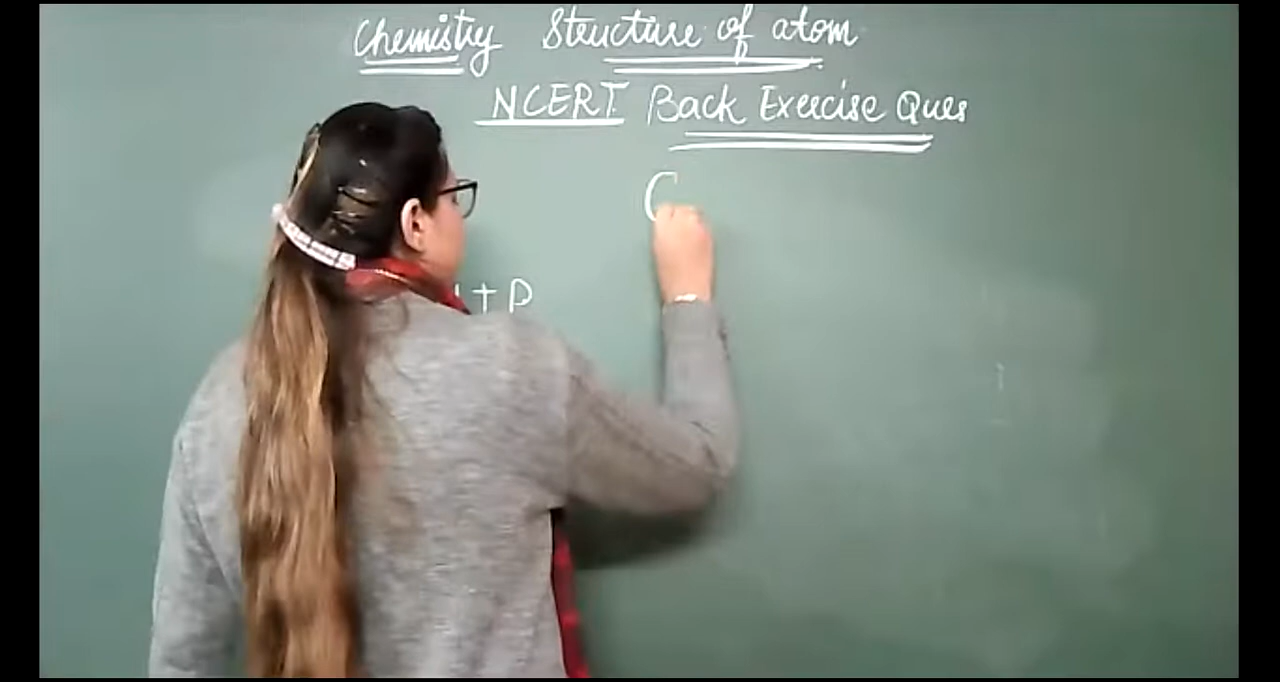 Chemistry Structure of atom
NCERT Back Exercise Ques
C
+ P